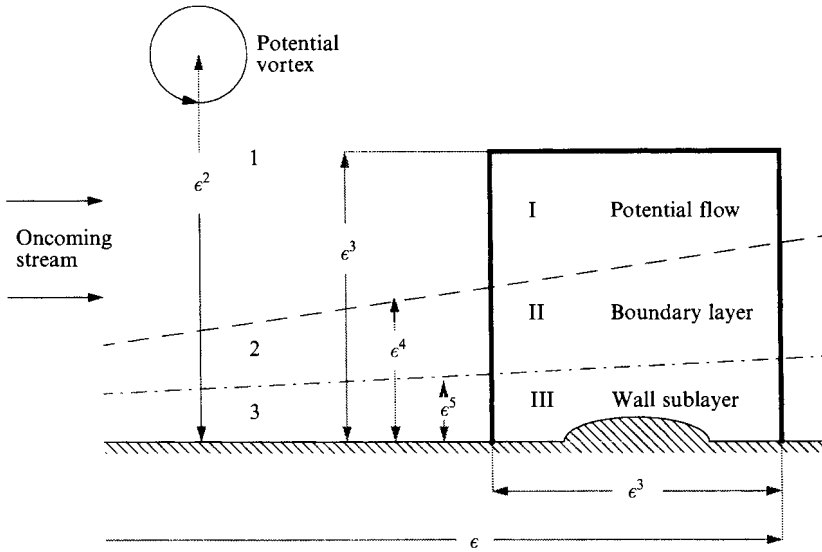 Potential
vortex
1
ϵ²
Oncoming
stream
ϵ³
I Potential flow
II Boundary layer
2
ϵ⁴
3
ϵ⁵
III Wall sublayer
ϵ³
ϵ